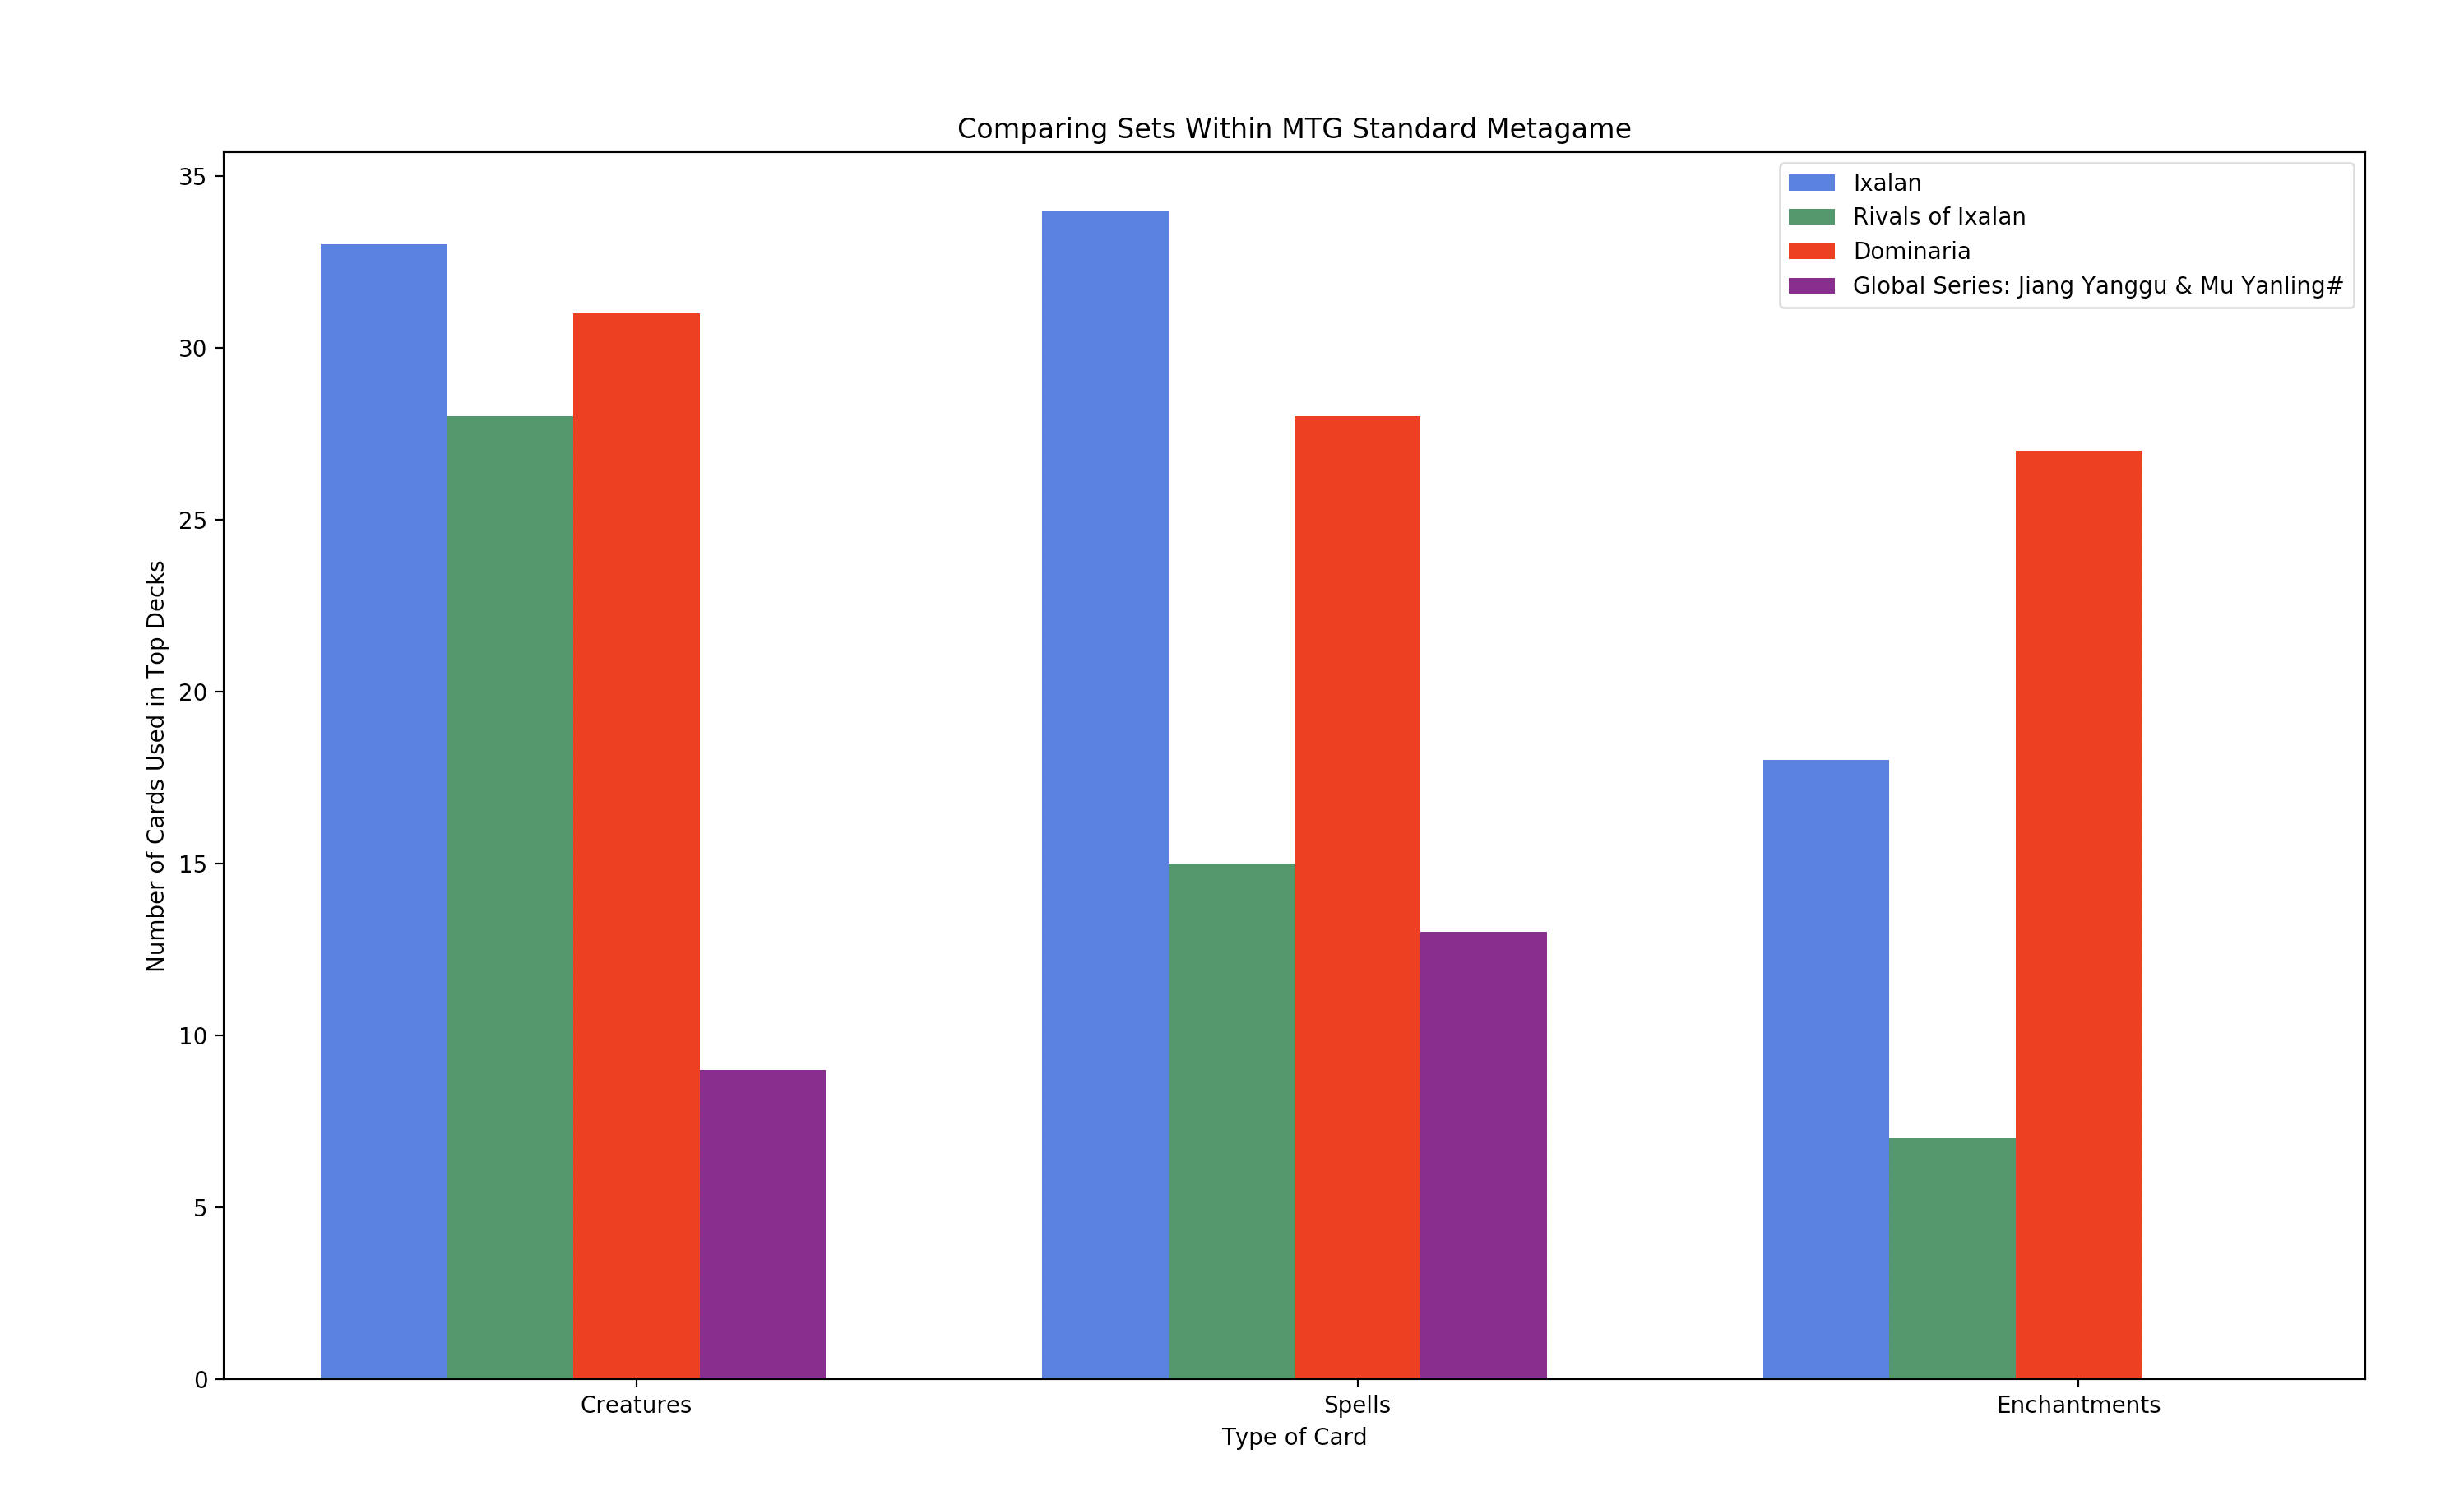 Comparing Sets Within MTG Standard Metagame
Ixalan
Rivals of Ixalan
Dominaria
Global Series: Jiang Yanggu & Mu Yanling#
35
30
25
20
15
10
5
0
Number of Cards Used in Top Decks
Creatures
Spells
Enchantments
Type of Card